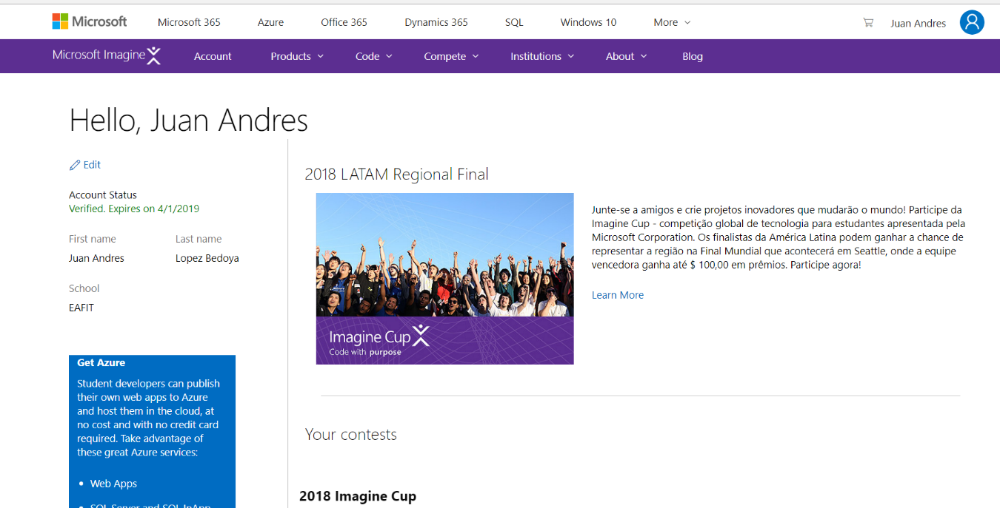 Microsoft Microsoft 365 Azure Office 365 Dynamics 365 SQL Windows 10 More Juan Andres
Microsoft Imagine Account Products Code Compete Institutions About Blog
Hello, Juan Andres
Edit
Account Status
Verified. Expires on 4/1/2019
First name Last name
Juan Andres Lopez Bedoya
School
EAFIT
Get Azure
Student developers can publish
their own web apps to Azure
and host them in the cloud, at
no cost and with no credit card
required. Take advantage of
these great Azure services:
Web Apps
SQL Server and SQL InApp
2018 LATAM Regional Final
Imagine Cup
Code with purpose
Junte-se a amigos e crie projetos inovadores que mudarão o mundo! Participe da
Imagine Cup - competição global de tecnologia para estudantes apresentada pela
Microsoft Corporation. Os finalistas da América Latina podem ganhar a chance de
representar a região na Final Mundial que acontecerá em Seattle, onde a equipe
vencedora ganha até $ 100,00 em prêmios. Participe agora!
Learn More
Your contests
2018 Imagine Cup